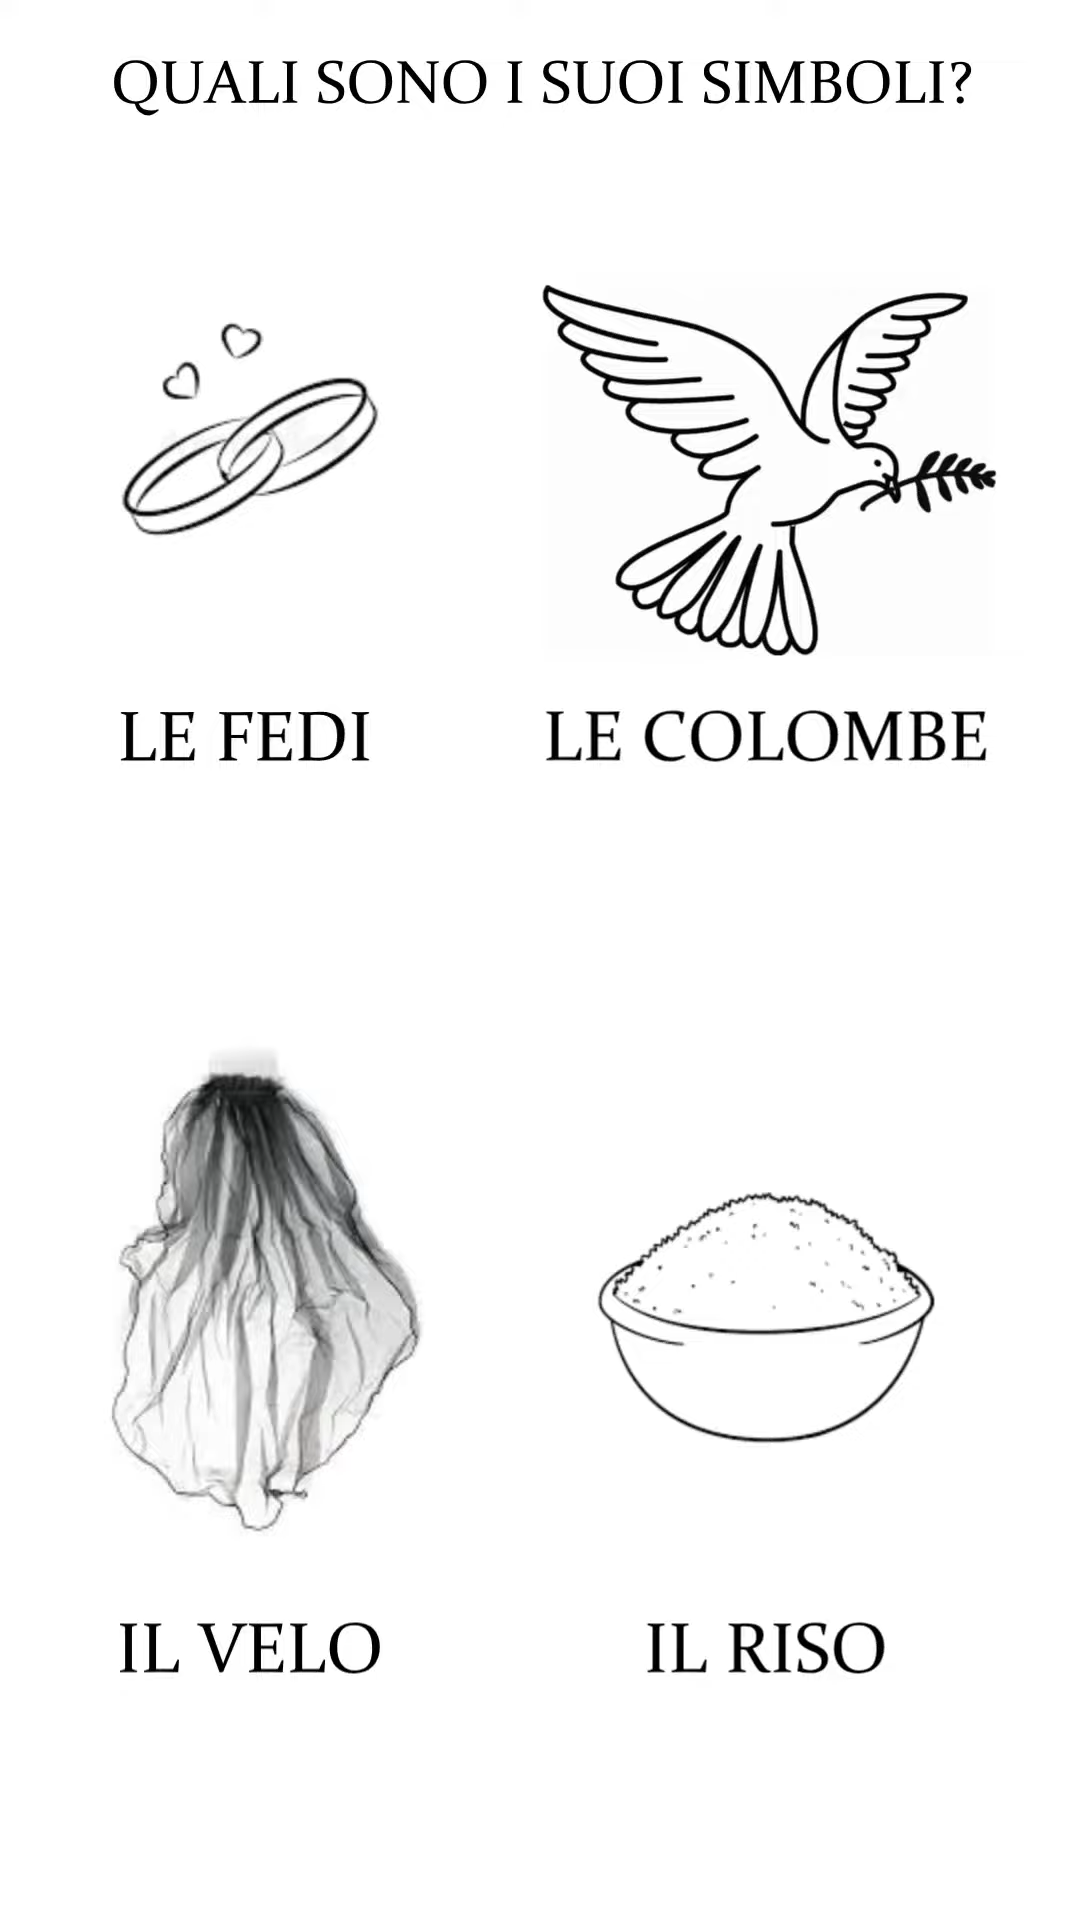 QUALI SONO I SUOI SIMBOLI?
LE FEDI
LE COLOMBE
IL VELO
IL RISO